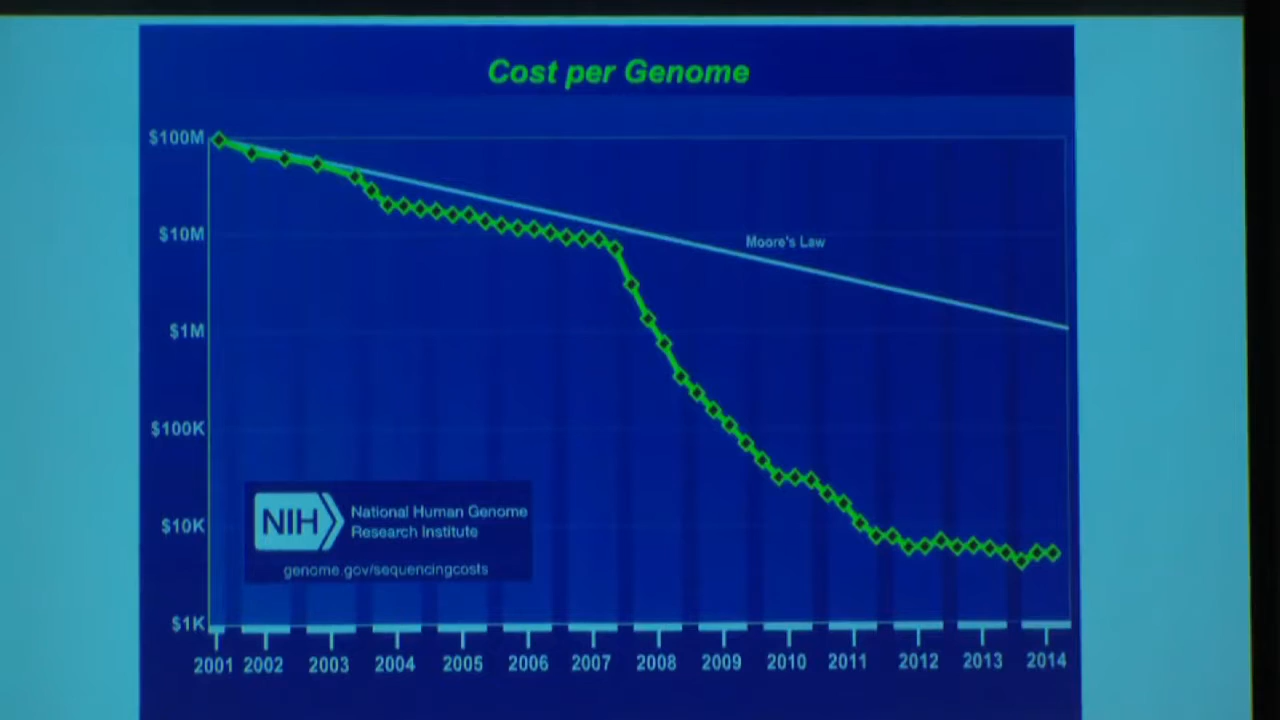 Cost per Genome
$100M
$10M
$1M
$100K
$10K
$1K
Moore's Law
NIH
National Human Genome
Research Institute
genome.gov/sequencingcosts
2001 2002 2003 2004 2005 2006 2007 2008 2009 2010 2011 2012 2013 2014